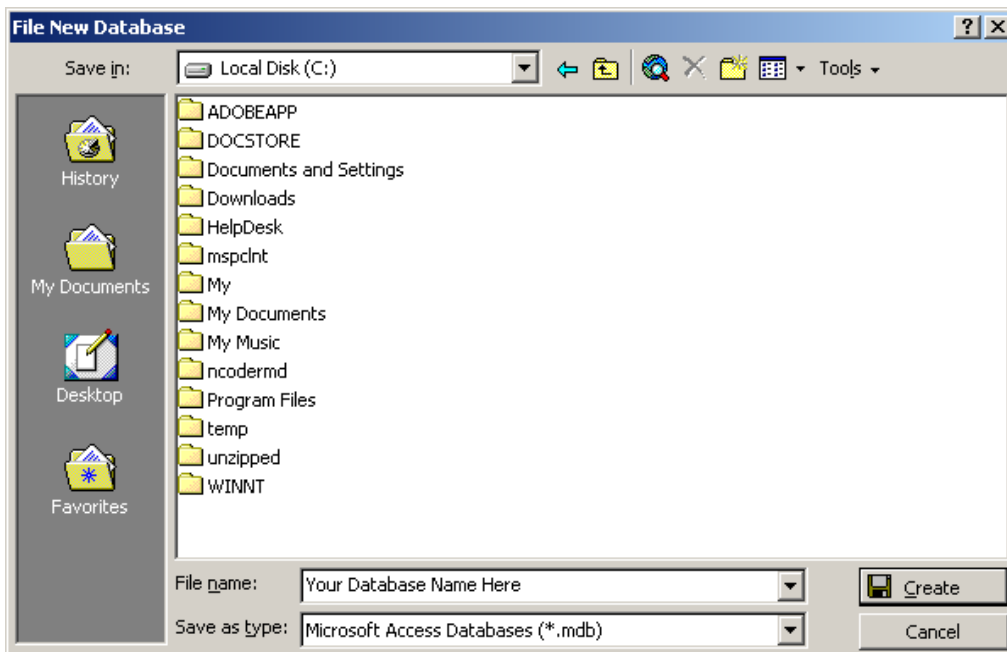 File New Database
Save in:
Local Disk (C:)
Tools
History
My Documents
Desktop
Favorites
ADOBEAPP
DOCSTORE
Documents and Settings
Downloads
HelpDesk
mspclnt
My
My Documents
My Music
ncodermd
Program Files
temp
unzipped
WINNT
File name:
Your Database Name Here
Create
Save as type:
Microsoft Access Databases (*.mdb)
Cancel